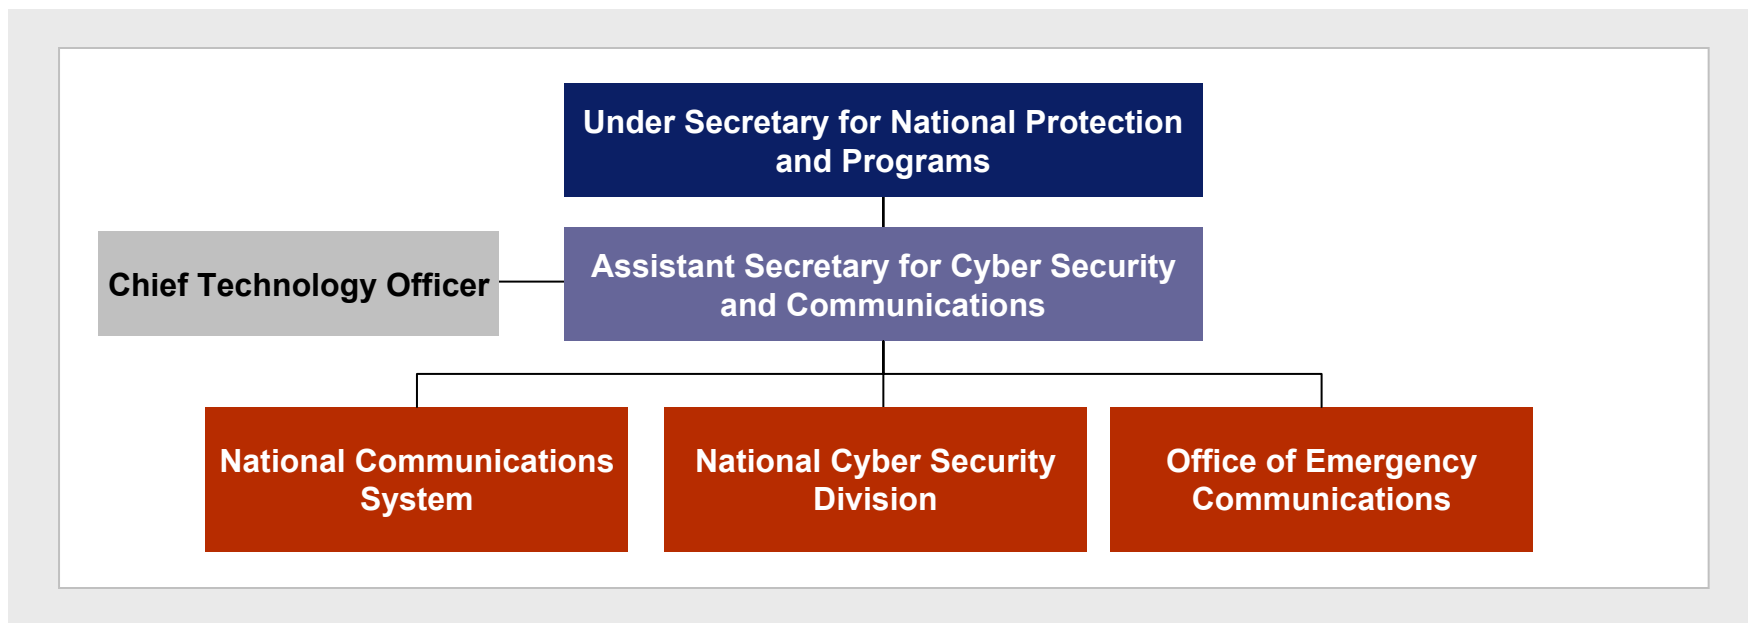 Under Secretary for National Protection
and Programs
Chief Technology Officer
Assistant Secretary for Cyber Security
and Communications
National Communications
System
National Cyber Security
Division
Office of Emergency
Communications